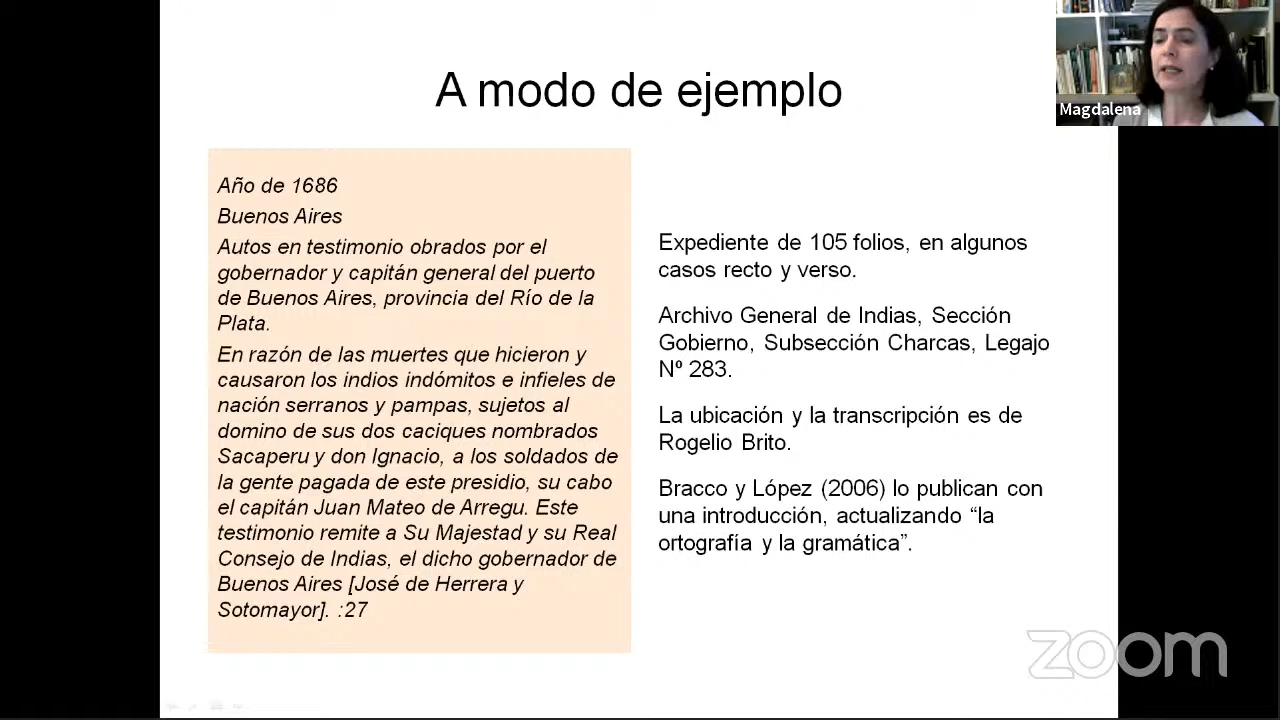 A modo de ejemplo
Magdalena
Año de 1686
Buenos Aires
Autos en testimonio obrados por el
gobernador y capitán general del puerto
de Buenos Aires, provincia del Río de la
Plata.
En razón de las muertes que hicieron y
causaron los indios indómitos e infieles de
nación serranos y pampas, sujetos al
domino de sus dos caciques nombrados
Sacaperu y don Ignacio, a los soldados de
la gente pagada de este presidio, su cabo
el capitán Juan Mateo de Arregu. Este
testimonio remite a Su Majestad y su Real
Consejo de Indias, el dicho gobernador de
Buenos Aires [José de Herrera y
Sotomayor]. :27
Expediente de 105 folios, en algunos
casos recto y verso.
Archivo General de Indias, Sección
Gobierno, Subsección Charcas, Legajo
Nº 283.
La ubicación y la transcripción es de
Rogelio Brito.
Bracco y López (2006) lo publican con
una introducción, actualizando “la
ortografía y la gramática”.
zoom